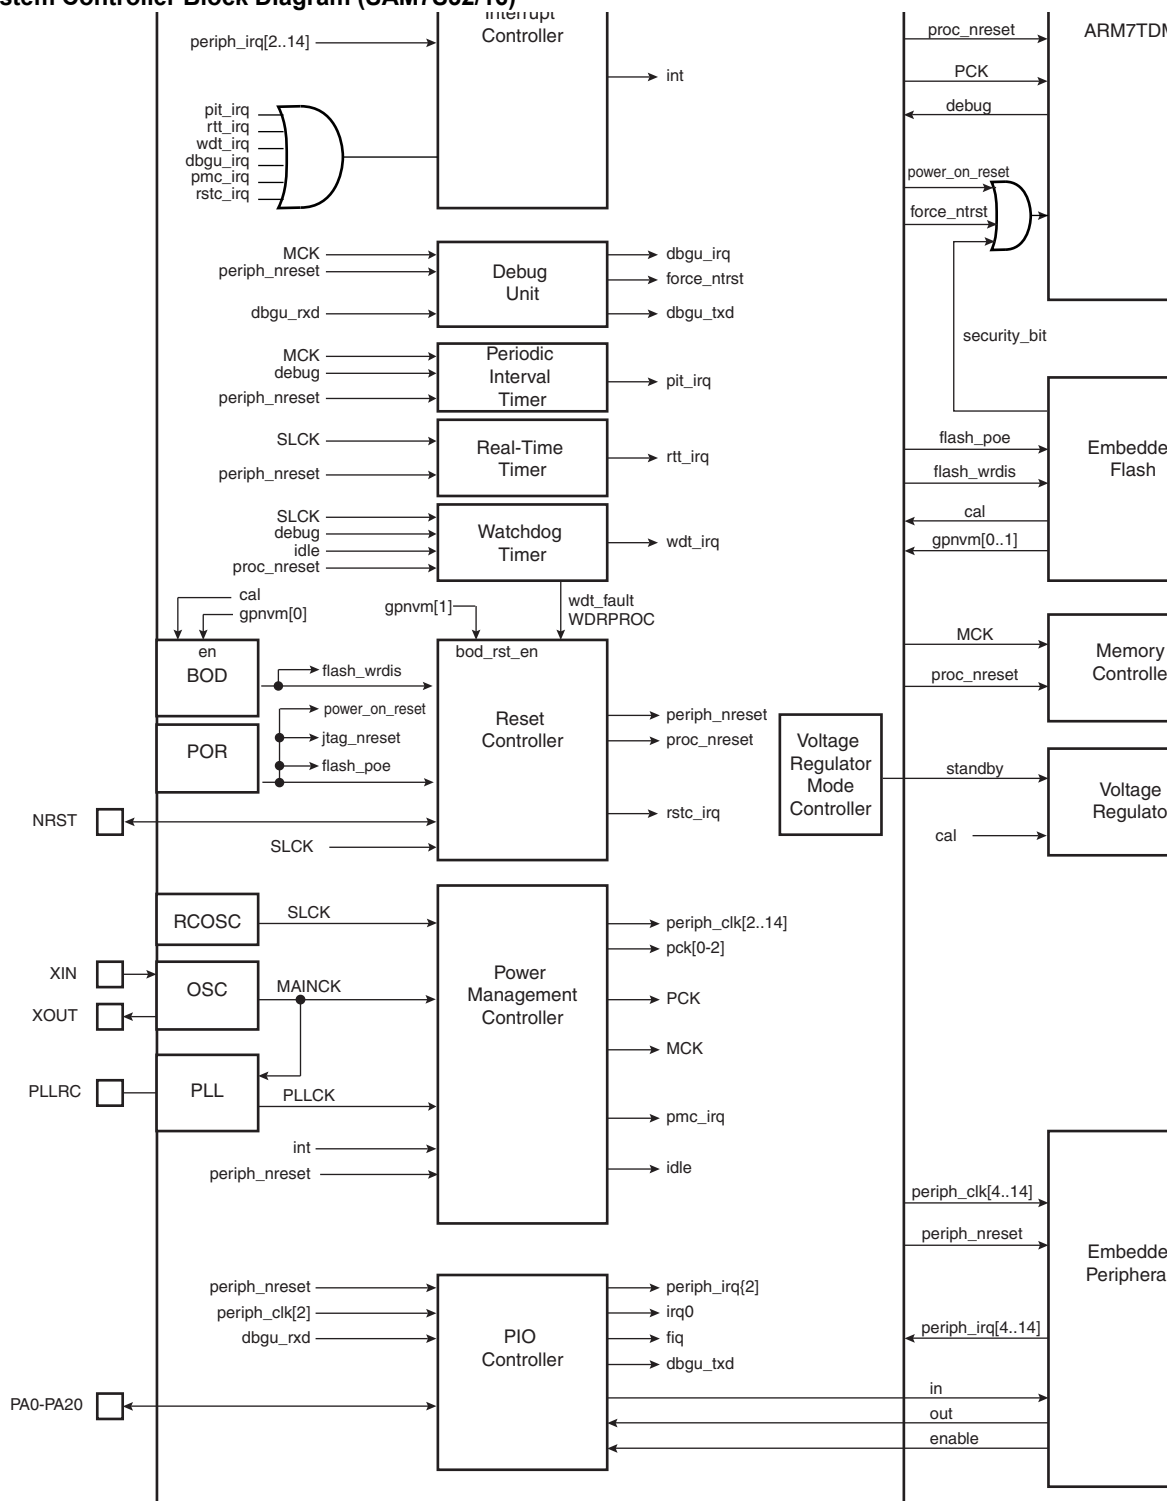 Interrupt
Controller
periph_irq[2..14]
int
pit_irq
rtt_irq
wdt_irq
dbgu_irq
pmc_irq
rstc_irq
MCK
periph_nreset
dbgu_rxd
Debug
Unit
dbgu_irq
force_ntrst
dbgu_txd
MCK
debug
periph_nreset
Periodic
Interval
Timer
pit_irq
SLCK
periph_nreset
Real-Time
Timer
rtt_irq
SLCK
debug
idle
proc_nreset
Watchdog
Timer
wdt_irq
cal
gpnvm[0]
gpnvm[1]
wdt_fault
WDRPROC
en
BOD
bod_rst_en
flash_wrdis
power_on_reset
jtag_nreset
flash_poe
POR
Reset
Controller
periph_nreset
proc_nreset
rstc_irq
NRST
SLCK
Voltage
Regulator
Mode
Controller
RCOSC
SLCK
XIN
XOUT
OSC
MAINCK
PLLRC
PLL
PLLCK
int
periph_nreset
Power
Management
Controller
periph_clk[2..14]
pck[0-2]
PCK
MCK
pmc_irq
idle
periph_nreset
periph_clk[2]
dbgu_rxd
PA0-PA20
PIO
Controller
periph_irq{2]
irq0
fiq
dbgu_txd
proc_nreset
PCK
debug
power_on_reset
force_ntrst
security_bit
flash_poe
flash_wrdis
cal
gpnvm[0..1]
Flash
MCK
proc_nreset
Memory
standby
cal
Voltage
periph_clk[4..14]
periph_nreset
periph_irq[4..14]
in
out
enable